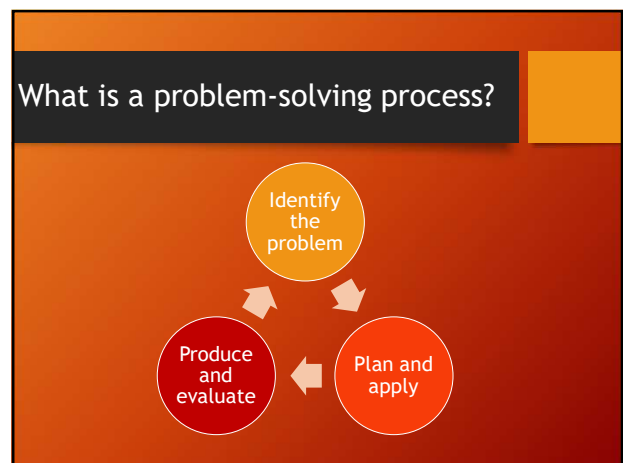 What is a problem-solving process?
Identify
the
problem
Plan and
apply
Produce
and
evaluate